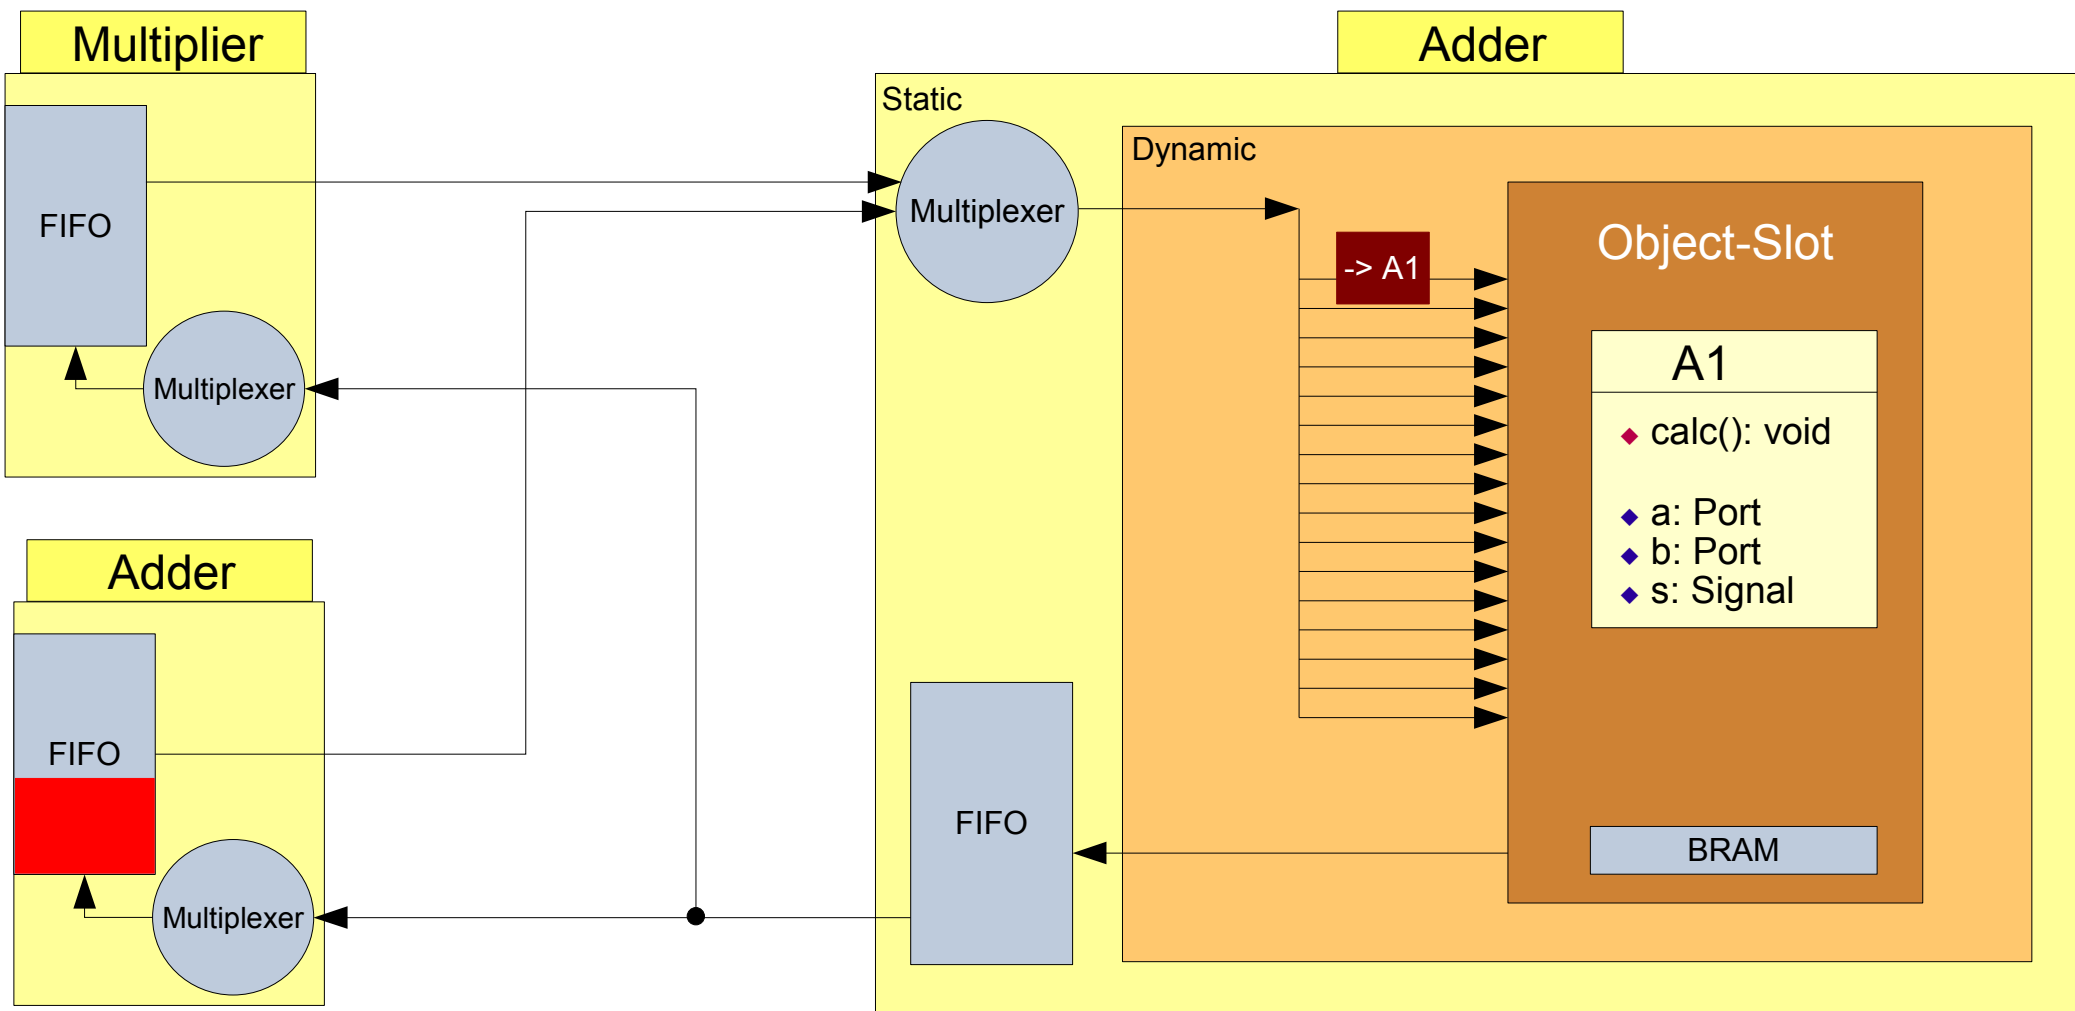 Multiplier
FIFO
Multiplexer
Adder
FIFO
Multiplexer
Adder
Static
Multiplexer
FIFO
Dynamic
-> A1
Object-Slot
A1
calc(): void
a: Port
b: Port
s: Signal
BRAM